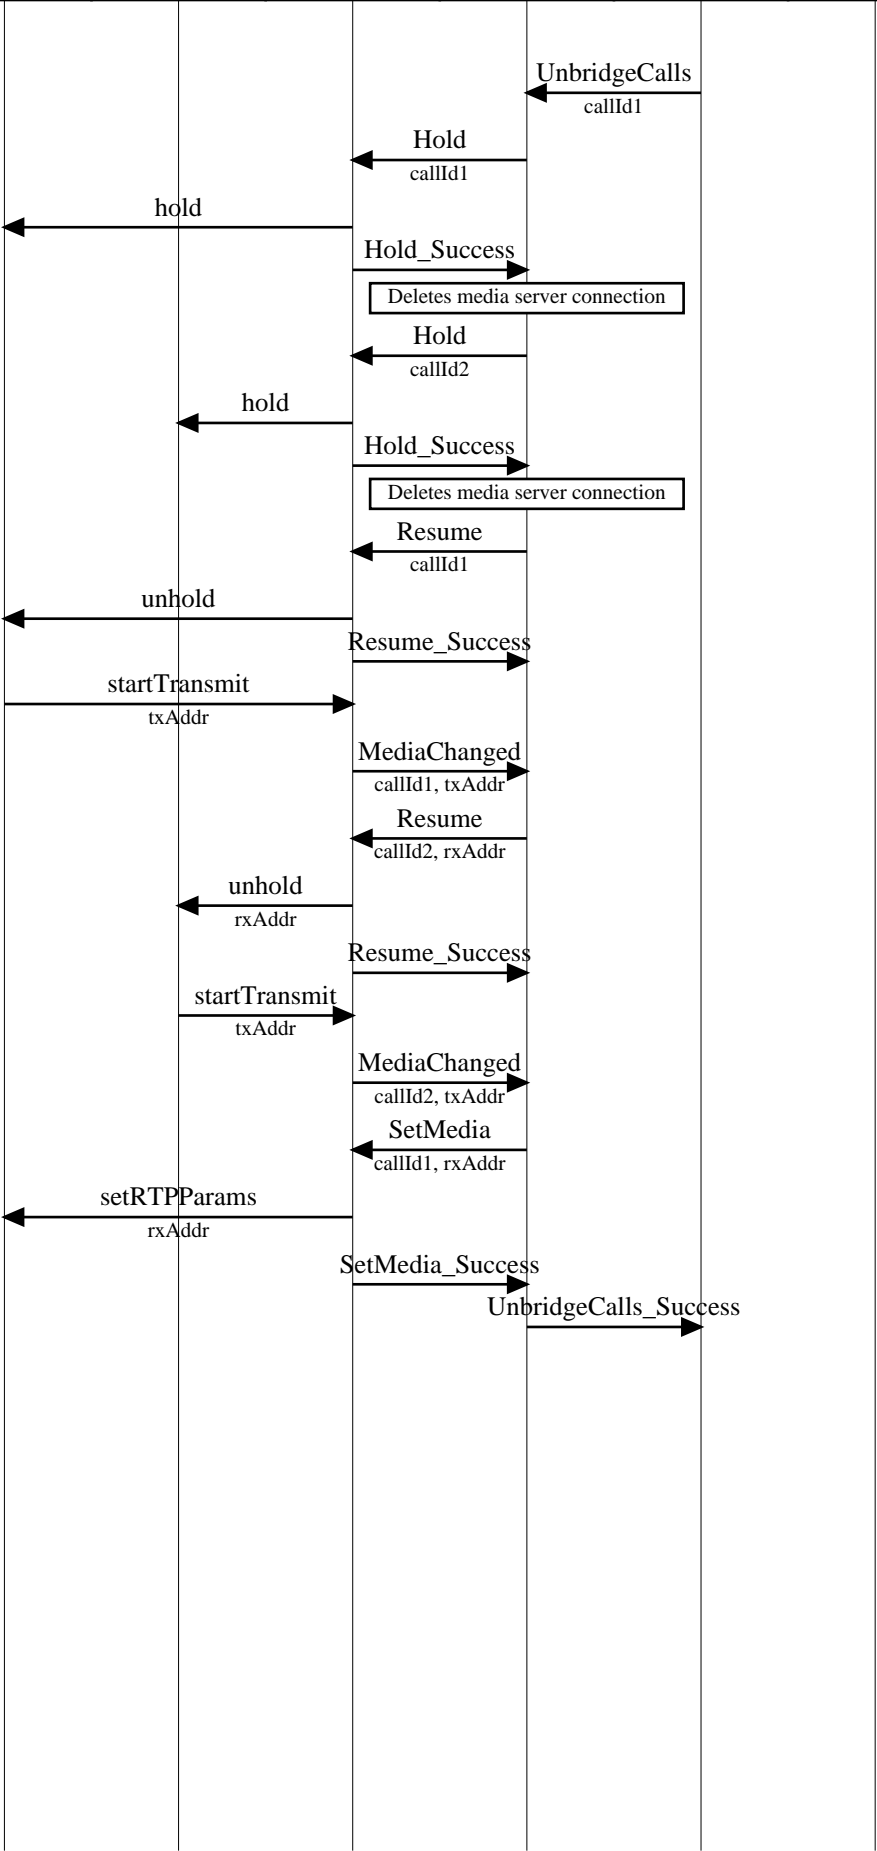 UnbridgeCalls
callId1
Hold
callId1
hold
Hold_Success
Deletes media server connection
Hold
callId2
hold
Hold_Success
Deletes media server connection
Resume
callId1
unhold
Resume_Success
startTransmit
txAddr
MediaChanged
callId1, txAddr
Resume
callId2, rxAddr
unhold
rxAddr
Resume_Success
startTransmit
txAddr
MediaChanged
callId2, txAddr
SetMedia
callId1, rxAddr
setRTPParams
rxAddr
SetMedia_Success
UnbridgeCalls_Success